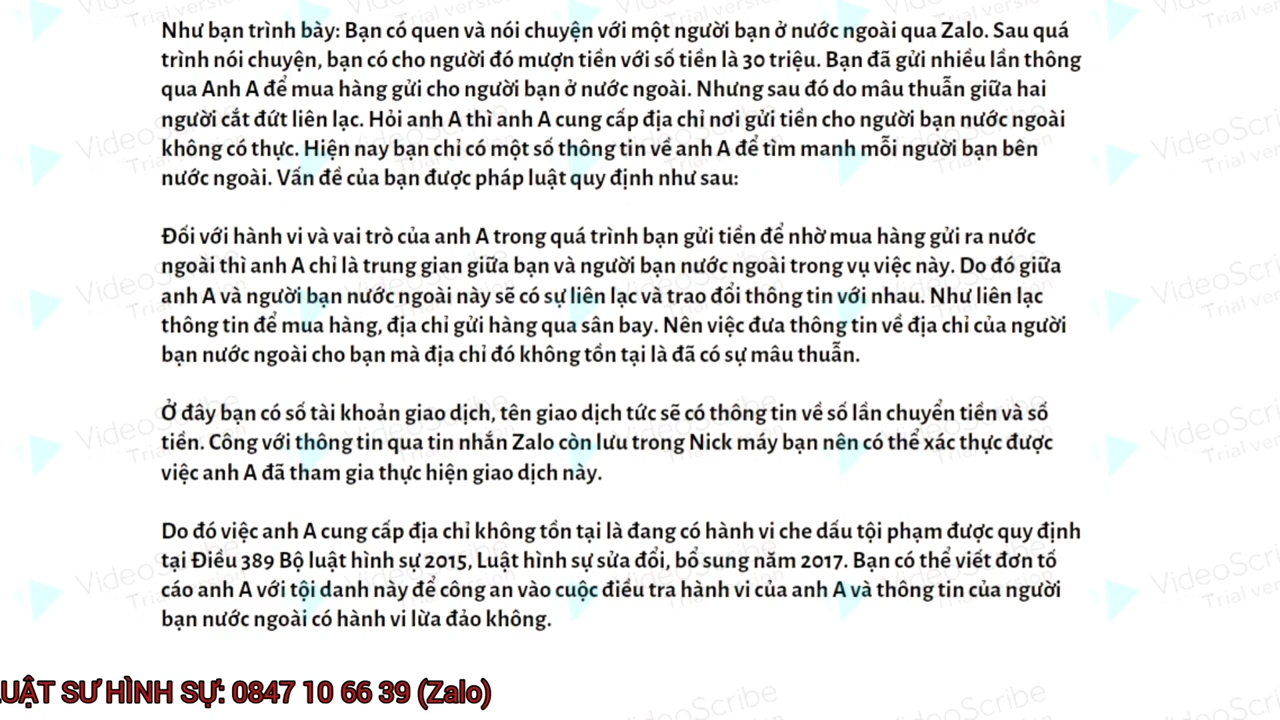 Như bạn trình bày: Bạn có quen và nói chuyện với một người bạn ở nước ngoài qua Zalo. Sau quá
trình nói chuyện, bạn có cho người đó mượn tiền với số tiền là 30 triệu. Bạn đã gửi nhiều lần thông
qua Anh A để mua hàng gửi cho người bạn ở nước ngoài. Nhưng sau đó do mâu thuẫn giữa hai
người cắt đứt liên lạc. Hỏi anh A thì anh A cung cấp địa chỉ nơi gửi tiền cho người bạn nước ngoài
không có thực. Hiện nay bạn chỉ có một số thông tin về anh A để tìm manh mỗi người bạn bên
nước ngoài. Vấn đề của bạn được pháp luật quy định như sau:
Đối với hành vi và vai trò của anh A trong quá trình bạn gửi tiền để nhờ mua hàng gửi ra nước
ngoài thì anh A chỉ là trung gian giữa bạn và người bạn nước ngoài trong vụ việc này. Do đó giữa
anh A và người bạn nước ngoài này sẽ có sự liên lạc và trao đổi thông tin với nhau. Như liên lạc
thông tin để mua hàng, địa chỉ gửi hàng qua sân bay. Nên việc đưa thông tin về địa chỉ của người
bạn nước ngoài cho bạn mà địa chỉ đó không tồn tại là đã có sự mâu thuẫn.
Ở đây bạn có số tài khoản giao dịch, tên giao dịch tức sẽ có thông tin về số lần chuyển tiền và số
tiền. Công với thông tin qua tin nhắn Zalo còn lưu trong Nick máy bạn nên có thể xác thực được
việc anh A đã tham gia thực hiện giao dịch này.
Do đó việc anh A cung cấp địa chỉ không tồn tại là đang có hành vi che dấu tội phạm được quy định
tại Điều 389 Bộ luật hình sự 2015, Luật hình sự sửa đổi, bổ sung năm 2017. Bạn có thể viết đơn tố
cáo anh A với tội danh này để công an vào cuộc điều tra hành vi của anh A và thông tin của người
bạn nước ngoài có hành vi lừa đảo không.
LUẬT SƯ HÌNH SỰ: 0847 10 66 39 (Zalo)